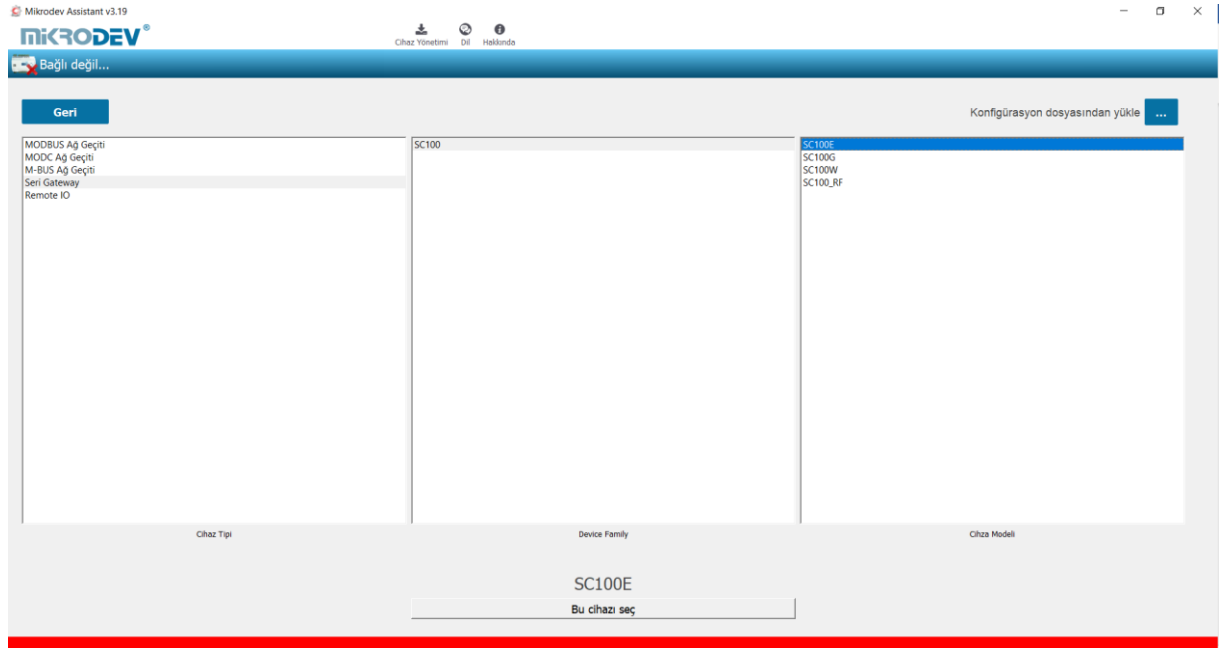 Mikrodev Assistant v3.19
MİKRODEV®
Cihaz Yönetimi Dil Hakkında
Bağlı değil...
Geri
Konfigürasyon dosyasından yükle ...
MODBUS Ağ Geçiti
MODC Ağ Geçiti
M-BUS Ağ Geçiti
Seri Gateway
Remote IO
SC100
SC100E
SC100G
SC100W
SC100_RF
Cihaz Tipi
Device Family
Cihza Modeli
SC100E
Bu cihazı seç